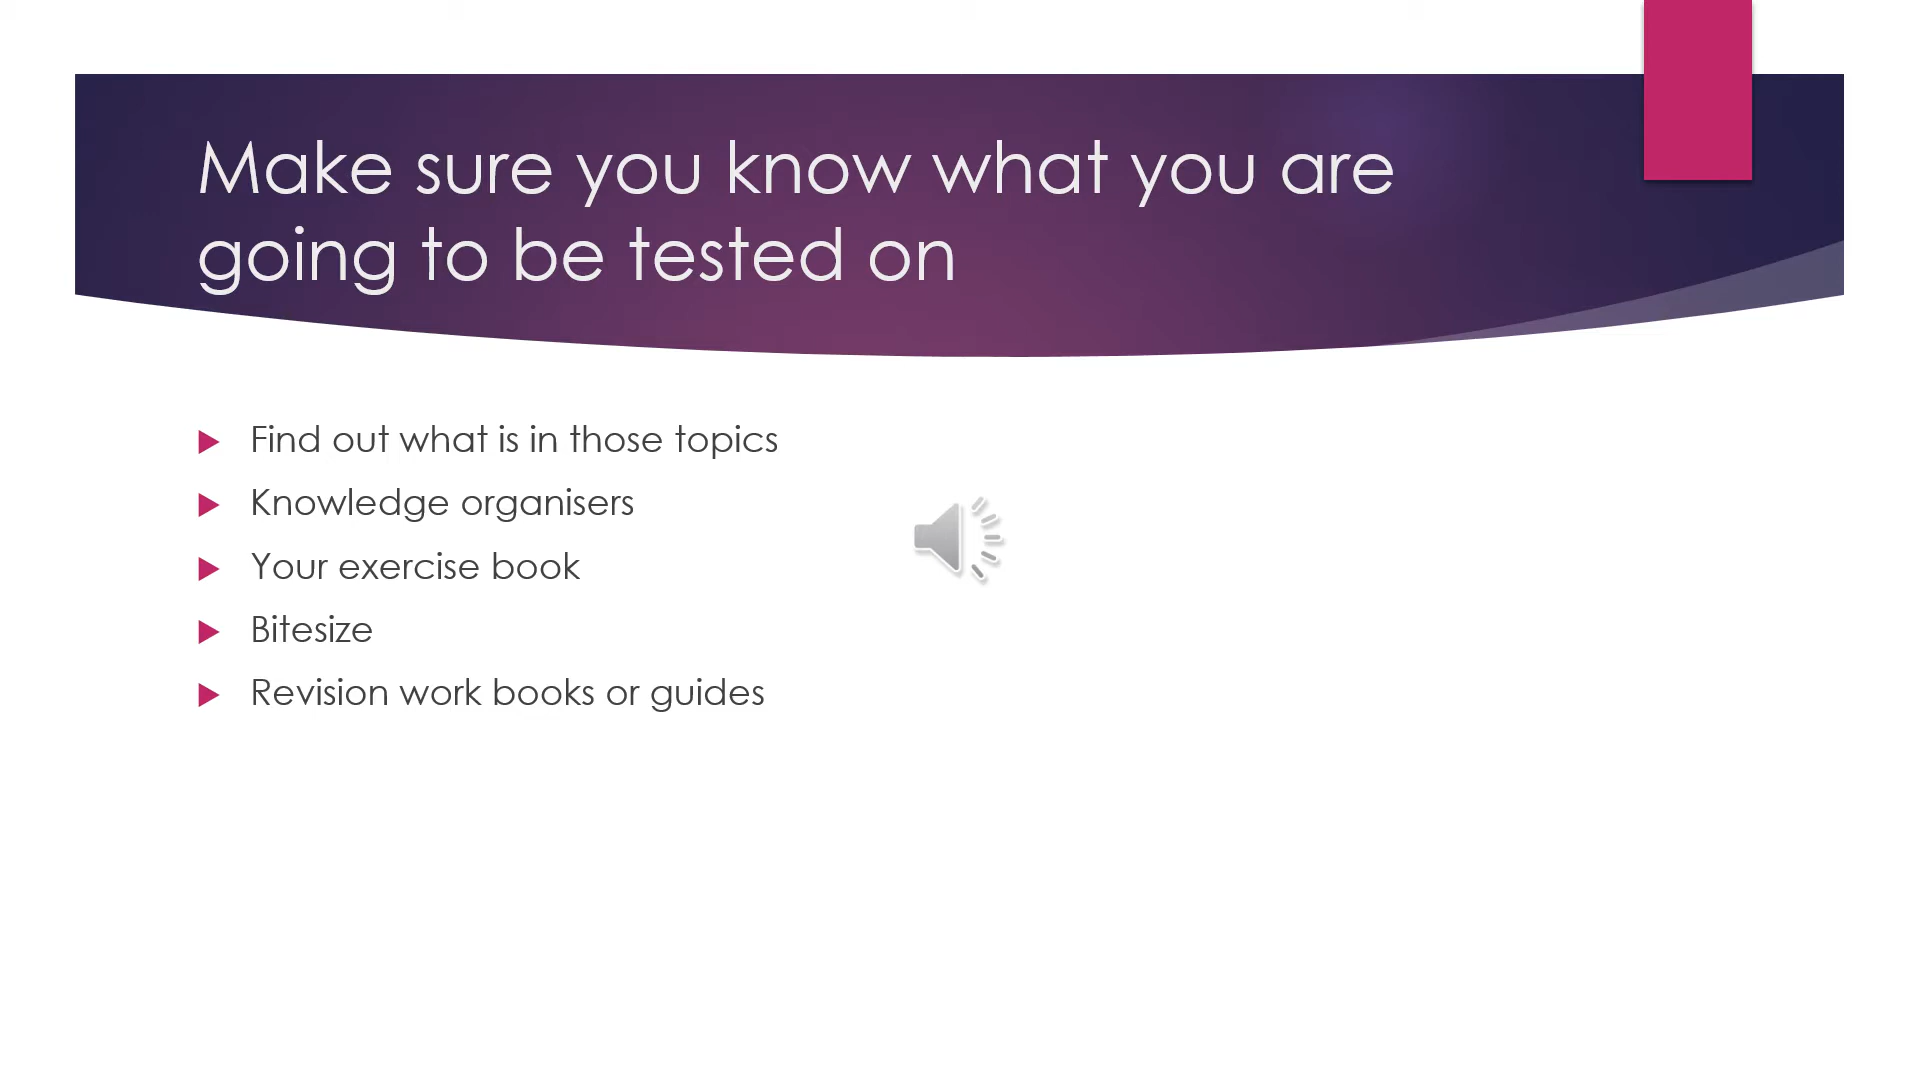 Make sure you know what you are
going to be tested on
Find out what is in those topics
Knowledge organisers
Your exercise book
Bitesize
Revision work books or guides